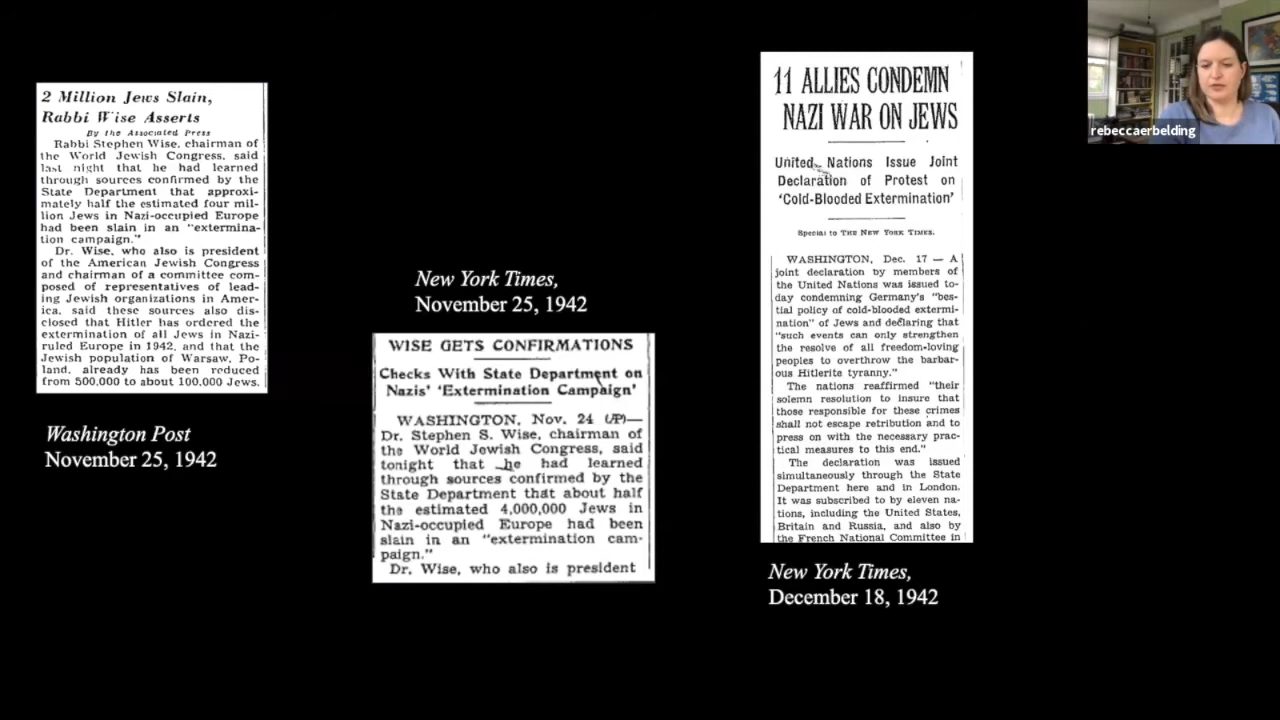 2 Million Jews Slain,
Rabbi Wise Asserts
By the Associated Press
Rabbi Stephen Wise, chairman of
the World Jewish Congress, said
last night that he had learned
through sources confirmed by the
State Department that approxi-
mately half the estimated four mil-
lion Jews in Nazi-occupied Europe
had been slain in an "extermina-
tion campaign."
Dr. Wise, who also is president
of the American Jewish Congress
and chairman of a committee com-
posed of representatives of lead-
ing Jewish organizations in Amer-
ica, said these sources also dis-
closed that Hitler has ordered the
extermination of all Jews in Nazi-
ruled Europe in 1942, and that the
Jewish population of Warsaw, Po-
land, already has been reduced
from 500,000 to about 100,000 Jews.
Washington Post
November 25, 1942
New York Times,
November 25, 1942
WISE GETS CONFIRMATIONS
Checks With State Department on
Nazis' 'Extermination Campaign'
WASHINGTON, Nov. 24 (AP)—
Dr. Stephen S. Wise, chairman of
the World Jewish Congress, said
tonight that he had learned
through sources confirmed by the
State Department that about half
the estimated 4,000,000 Jews in
Nazi-occupied Europe had been
slain in an "extermination cam-
paign."
Dr. Wise, who also is president
11 ALLIES CONDEMN
NAZI WAR ON JEWS
United Nations Issue Joint
Declaration of Protest on
'Cold-Blooded Extermination'
Special to THE NEW YORK TIMES.
WASHINGTON, Dec. 17 — A
joint declaration by members of
the United Nations was issued to-
day condemning Germany's "bes-
tial policy of cold-blooded extermi-
nation" of Jews and declaring that
"such events can only strengthen
the resolve of all freedom-loving
peoples to overthrow the barbar-
ous Hitlerite tyranny."
The nations reaffirmed "their
solemn resolution to insure that
those responsible for these crimes
shall not escape retribution and to
press on with the necessary prac-
tical measures to this end."
The declaration was issued
simultaneously through the State
Department here and in London.
It was subscribed to by eleven na-
tions, including the United States,
Britain and Russia, and also by
the French National Committee in
New York Times,
December 18, 1942
rebeccaerbelding